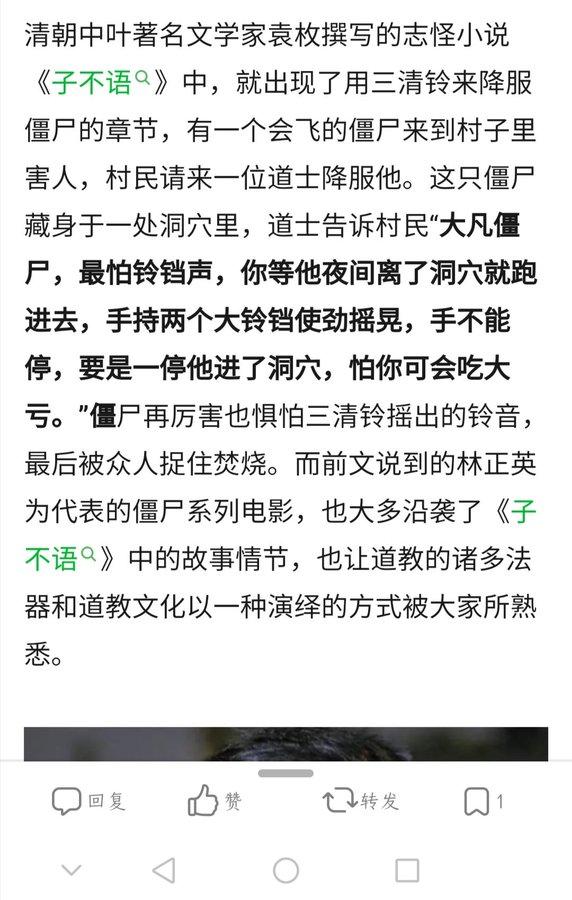 清朝中叶著名文学家袁枚撰写的志怪小说
《子不语》中，就出现了用三清铃来降服
僵尸的章节，有一个会飞的僵尸来到村子里
害人，村民请来一位道士降服他。这只僵尸
藏身于一处洞穴里，道士告诉村民“大凡僵
尸，最怕铃铛声，你等他夜间离了洞穴就跑
进去，手持两个大铃铛使劲摇晃，手不能
停，要是一停他进了洞穴，怕你可会吃大
亏。”僵尸再厉害也惧怕三清铃摇出的铃音，
最后被众人捉住焚烧。而前文说到的林正英
为代表的僵尸系列电影，也大多沿袭了《子
不语》中的故事情节，也让道教的诸多法
器和道教文化以一种演绎的方式被大家所熟
悉。
回复 赞 转发 1